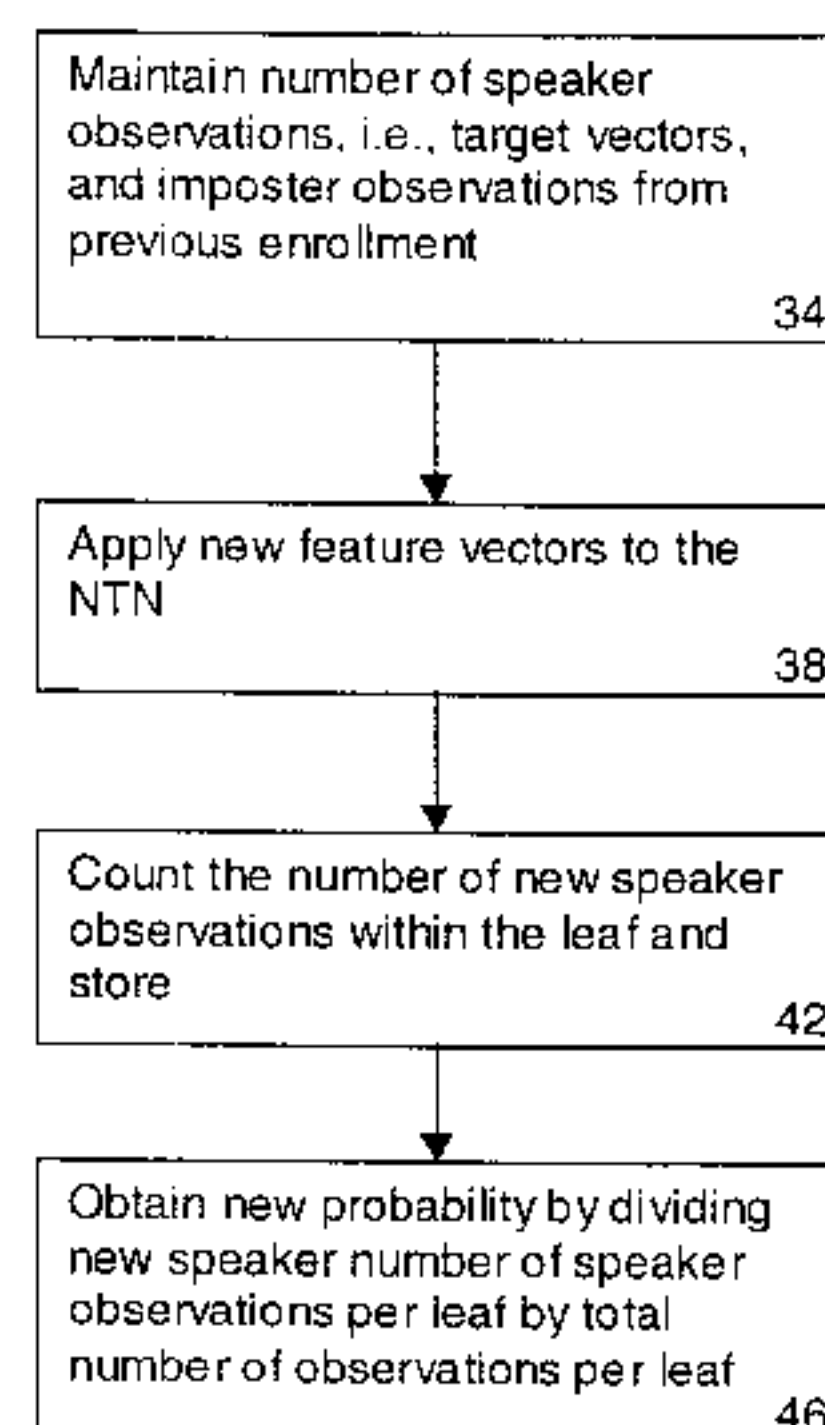 Maintain number of speaker
observations, i.e., target vectors,
and imposter observations from
previous enrollment
34
Apply new feature vectors to the
NTN
38
Count the number of new speaker
observations within the leaf and
store
42
Obtain new probability by dividing
new speaker number of speaker
observations per leaf by total
number of observations per leaf
46